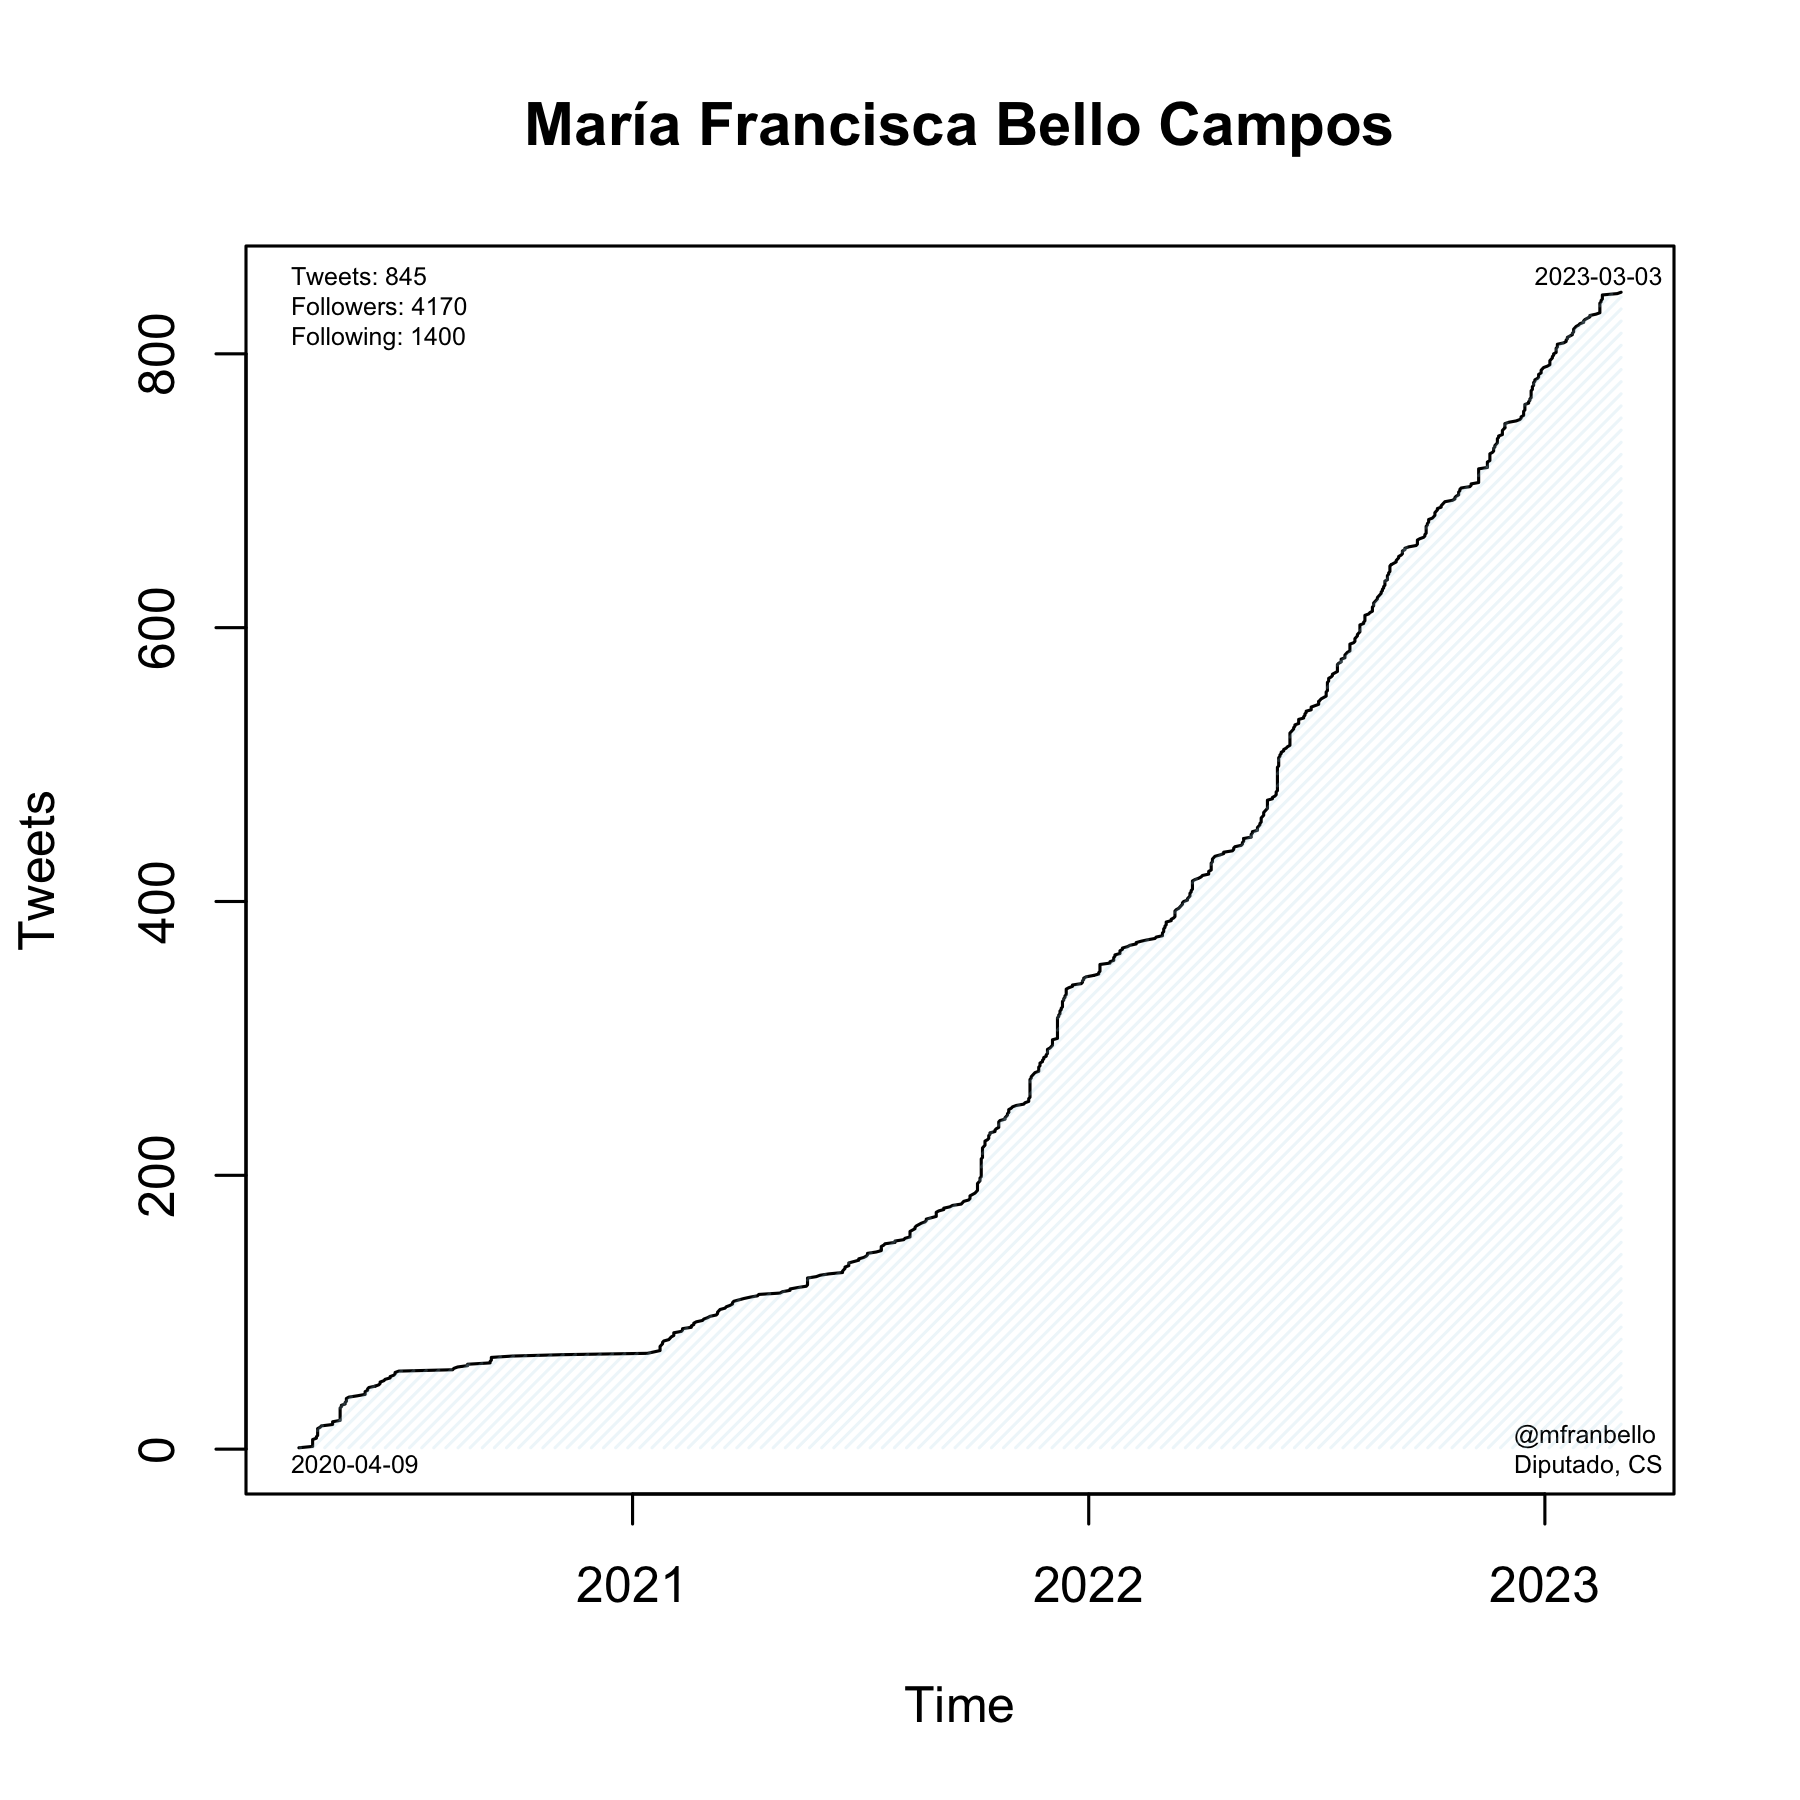 María Francisca Bello Campos
Tweets: 845
Followers: 4170
Following: 1400
2023-03-03
800
600
400
200
0
Tweets
2020-04-09
@mfranbello
Diputado, CS
2021
2022
2023
Time